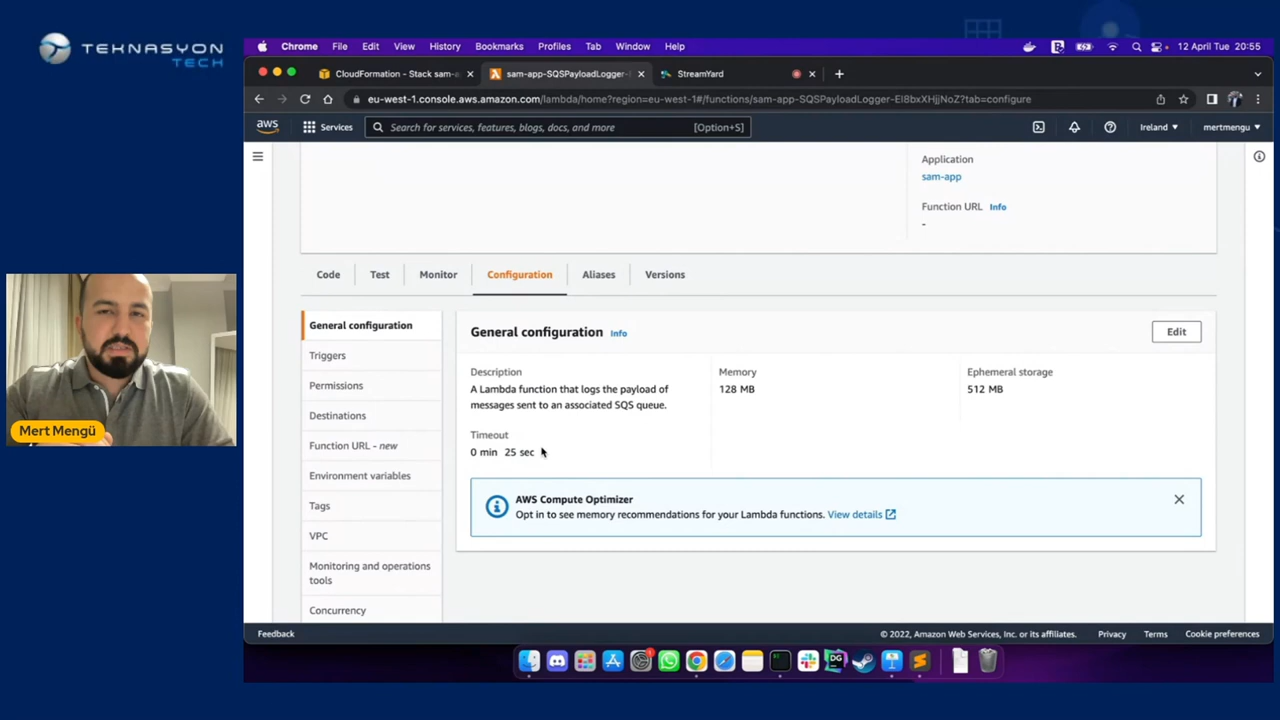 TEKNASYON
TECH
Chrome File Edit View History Bookmarks Profiles Tab Window Help
12 April Tue 20:55
CloudFormation - Stack sam-a
sam-app-SQSPayloadLogger-
StreamYard
eu-west-1.console.aws.amazon.com/lambda/home?region=eu-west-1#/functions/sam-app-SQSPayloadLogger-EI8bxXHjjNoZ?tab=configure
aws
Services
Search for services, features, blogs, docs, and more [Option+S]
Ireland
mertmengu
Application
sam-app
Function URL Info
-
Code Test Monitor Configuration Aliases Versions
General configuration
Triggers
Permissions
Destinations
Function URL - new
Environment variables
Tags
VPC
Monitoring and operations
tools
Concurrency
General configuration Info
Edit
Description
A Lambda function that logs the payload of
messages sent to an associated SQS queue.
Memory
128 MB
Ephemeral storage
512 MB
Timeout
0 min 25 sec
AWS Compute Optimizer
Opt in to see memory recommendations for your Lambda functions. View details
Mert Mengü
Feedback
© 2022, Amazon Web Services, Inc. or its affiliates. Privacy Terms Cookie preferences